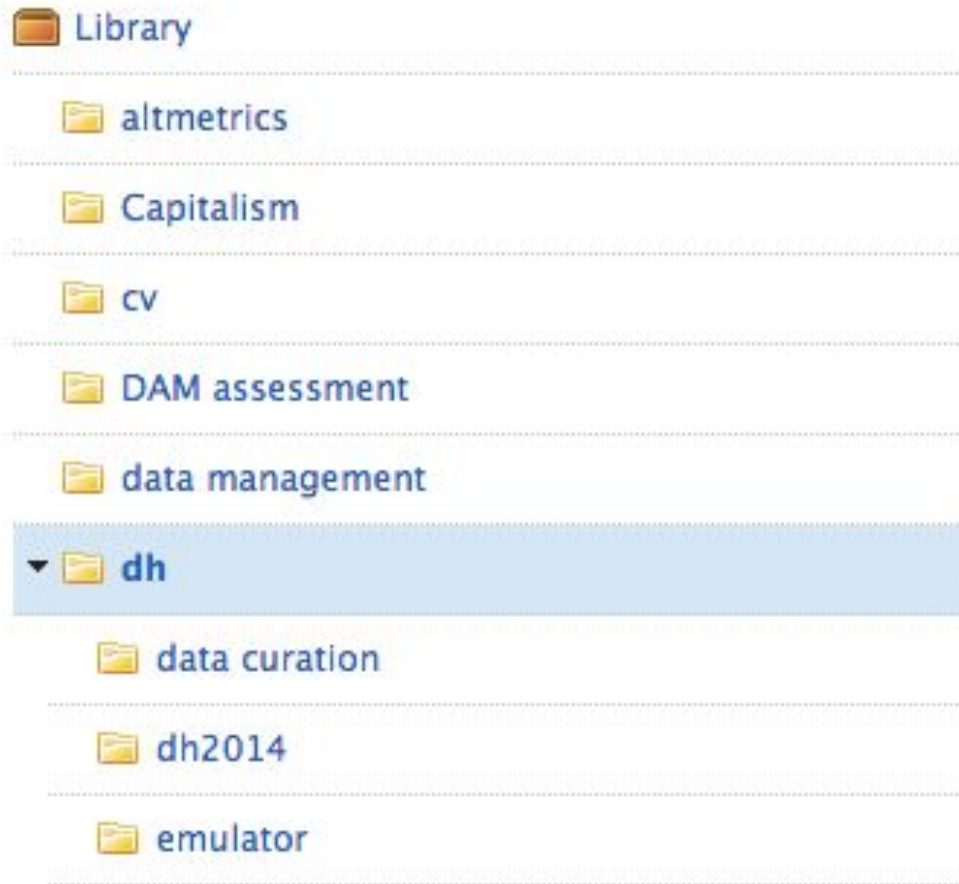 Library
altmetrics
Capitalism
cv
DAM assessment
data management
dh
data curation
dh2014
emulator